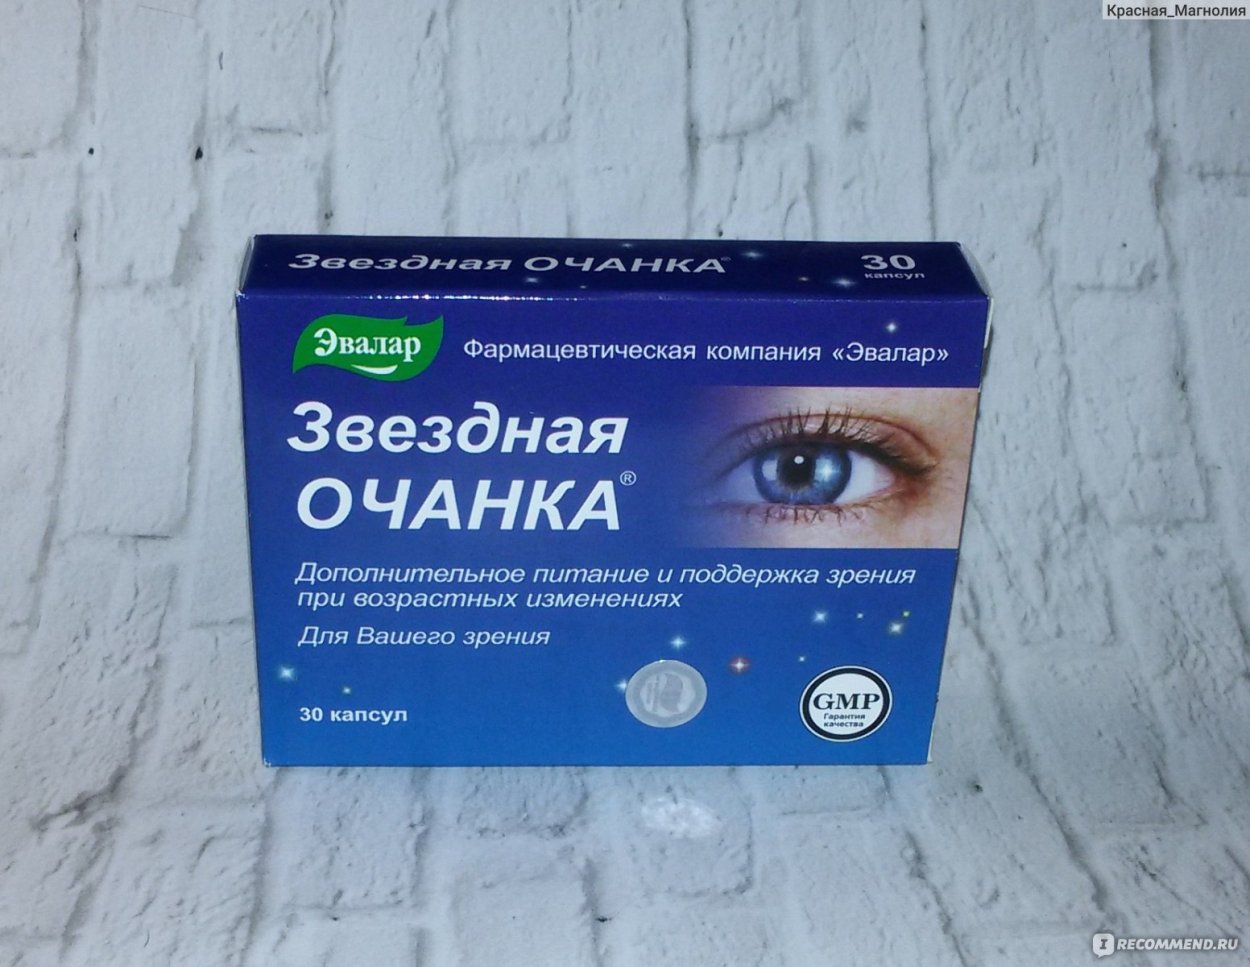 Красная_Магнолия
Звездная ОЧАНКА® 30
капсул
Эвалар
Фармацевтическая компания «Эвалар»
Звездная
ОЧАНКА®
Дополнительное питание и поддержка зрения
при возрастных изменениях
Для Вашего зрения
30 капсул
GMP
Гарантия
качества
I RECOMMEND.RU